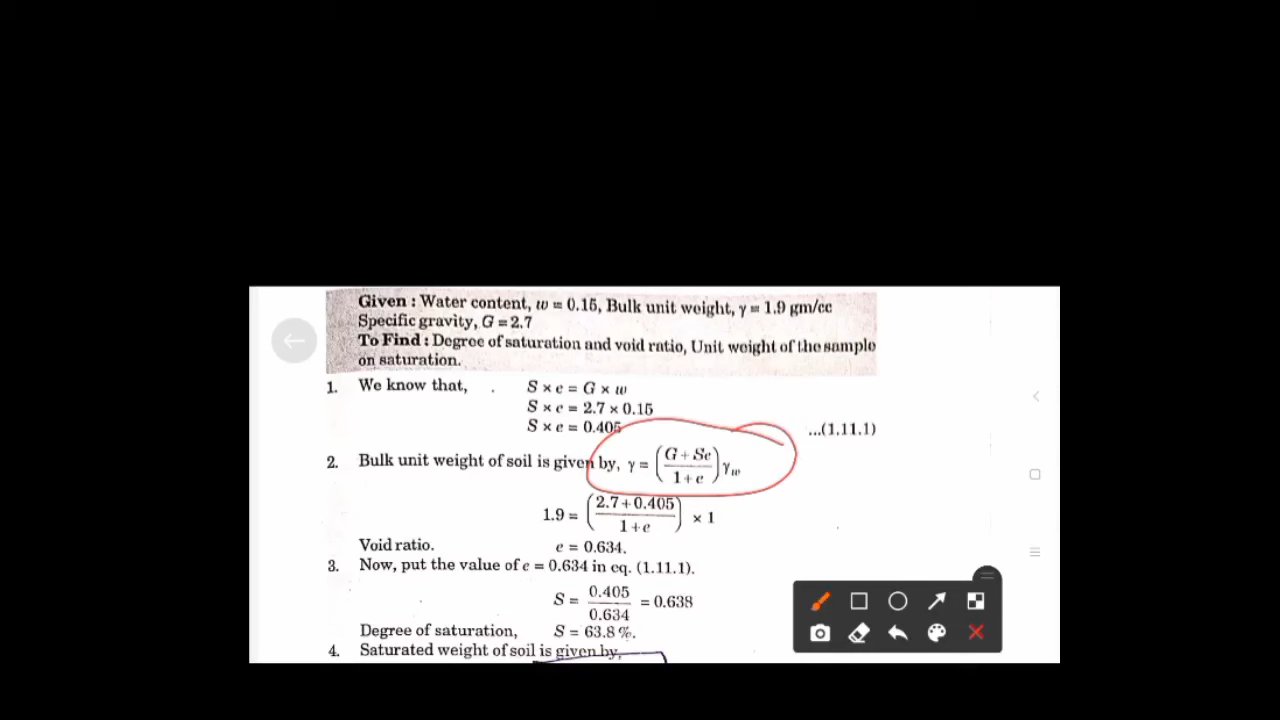 Given : Water content, w = 0.15, Bulk unit weight, γ = 1.9 gm/cc
Specific gravity, G = 2.7
To Find : Degree of saturation and void ratio, Unit weight of the sample
on saturation.
1. We know that, S × e = G × w
S × e = 2.7 × 0.15
S × e = 0.405 ...(1.11.1)
2. Bulk unit weight of soil is given by, γ = (G + Se / 1 + e) γw
1.9 = (2.7 + 0.405 / 1 + e) × 1
Void ratio. e = 0.634.
3. Now, put the value of e = 0.634 in eq. (1.11.1).
S = 0.405 / 0.634 = 0.638
Degree of saturation, S = 63.8 %.
4. Saturated weight of soil is given by,